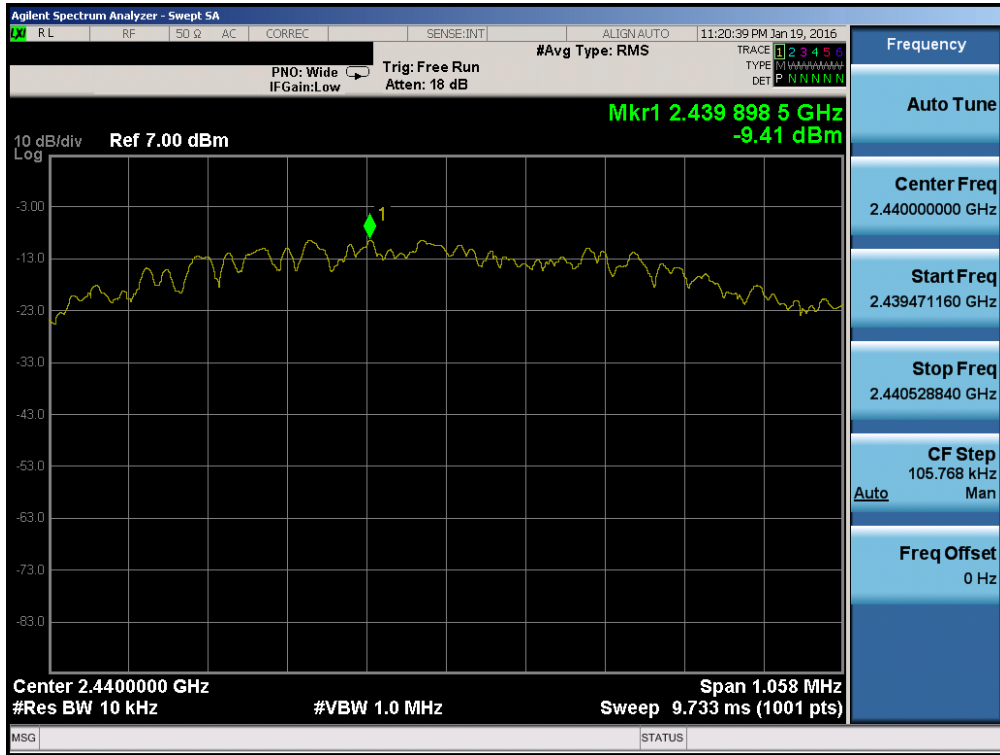 Agilent Spectrum Analyzer - Swept SA
LXI RL RF 50 Ω AC CORREC SENSE:INT ALIGN AUTO 11:20:39 PM Jan 19, 2016
#Avg Type: RMS TRACE 1 2 3 4 5 6
PNO: Wide Trig: Free Run TYPE M
IFGain:Low Atten: 18 dB DET P N N N N N
Mkr1 2.439 898 5 GHz
-9.41 dBm
10 dB/div Ref 7.00 dBm
Log
1
-3.00
-13.0
-23.0
-33.0
-43.0
-53.0
-63.0
-73.0
-83.0
Center 2.4400000 GHz Span 1.058 MHz
#Res BW 10 kHz #VBW 1.0 MHz Sweep 9.733 ms (1001 pts)
MSG STATUS
Frequency
Auto Tune
Center Freq
2.440000000 GHz
Start Freq
2.439471160 GHz
Stop Freq
2.440528840 GHz
CF Step
105.768 kHz
Auto Man
Freq Offset
0 Hz